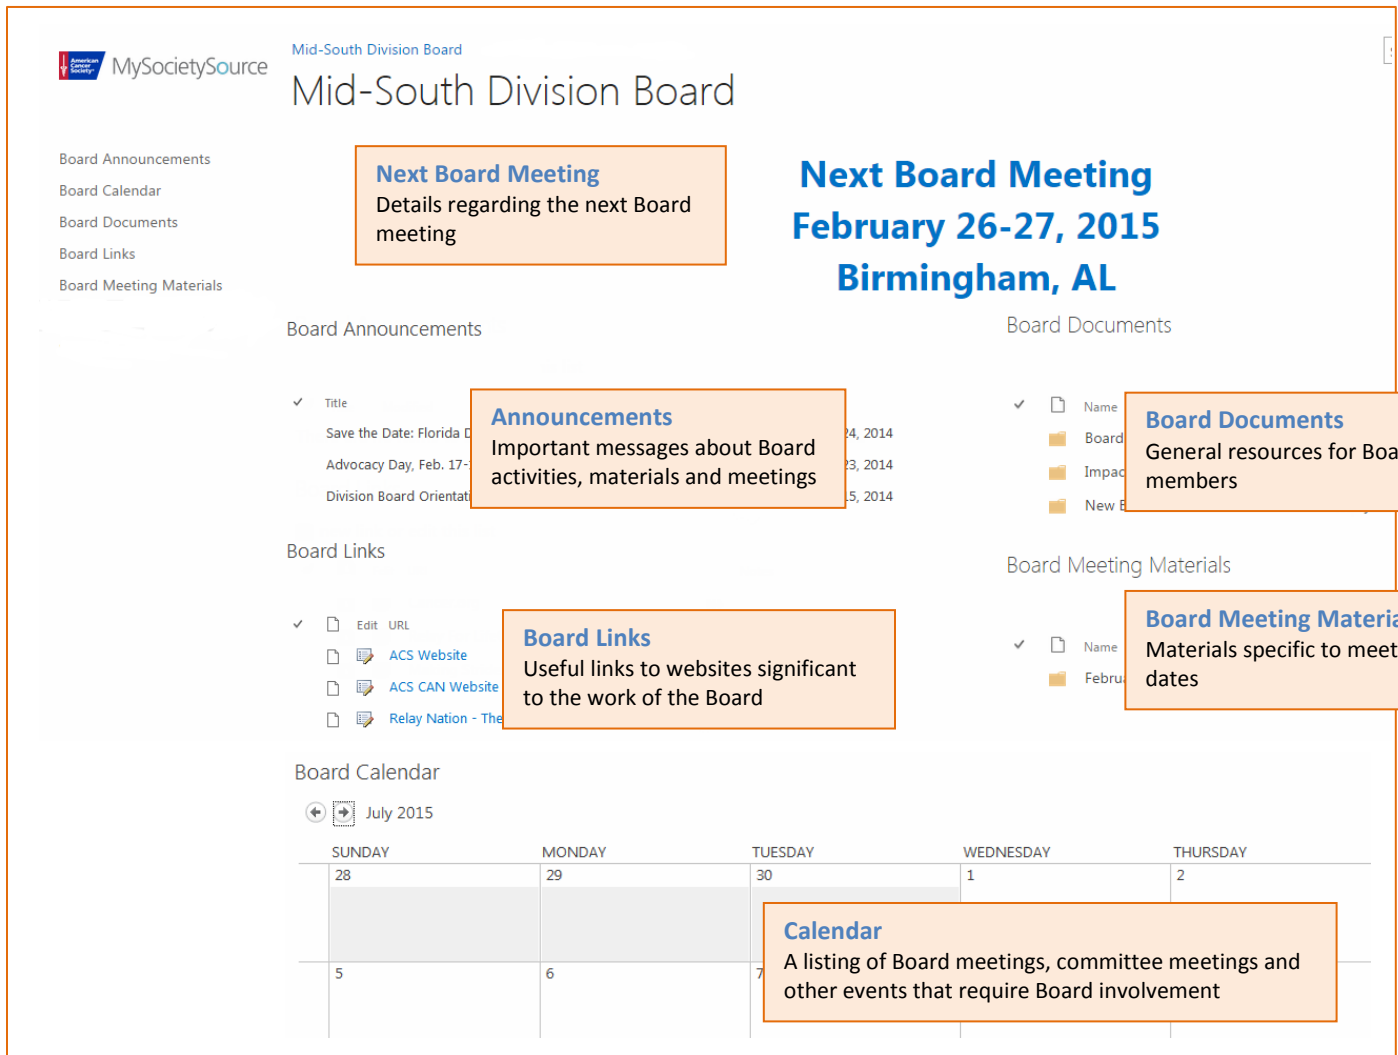 American Cancer Society
MySocietySource
Mid-South Division Board
Mid-South Division Board
Board Announcements
Board Calendar
Board Documents
Board Links
Board Meeting Materials
Next Board Meeting
Details regarding the next Board
meeting
Next Board Meeting
February 26-27, 2015
Birmingham, AL
Board Announcements
Title
Save the Date: Florida D 24, 2014
Advocacy Day, Feb. 17- 23, 2014
Division Board Orientati 5, 2014
Announcements
Important messages about Board
activities, materials and meetings
Board Documents
Name
Board
Impac
New B
Board Documents
General resources for Boa
members
Board Links
Edit URL
ACS Website
ACS CAN Website
Relay Nation - The
Board Links
Useful links to websites significant
to the work of the Board
Board Meeting Materials
Name
Febru
Board Meeting Materia
Materials specific to meet
dates
Board Calendar
July 2015
SUNDAY MONDAY TUESDAY WEDNESDAY THURSDAY
28 29 30 1 2
5 6 7
Calendar
A listing of Board meetings, committee meetings and
other events that require Board involvement